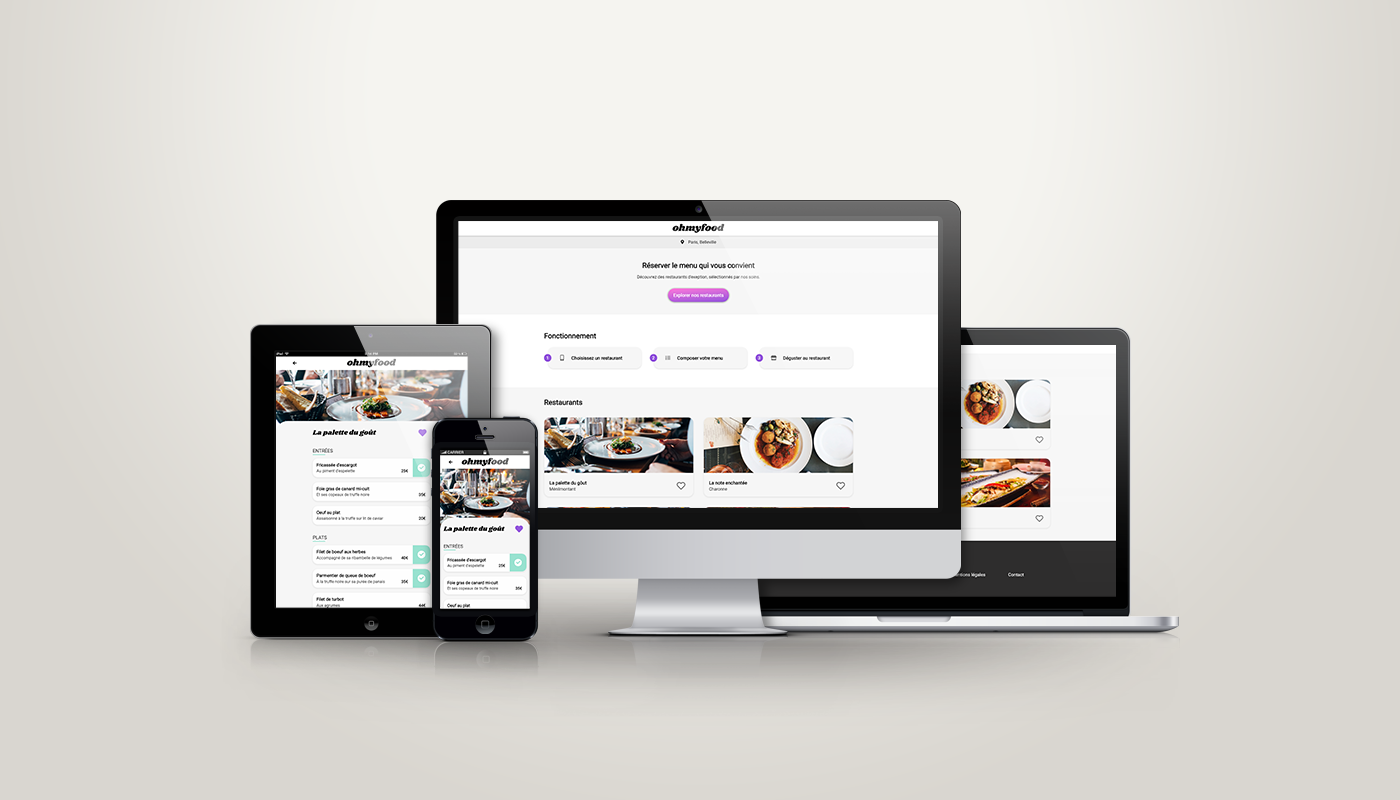 ohmyfood
Paris, Belleville
Réserver le menu qui vous convient
Découvrez des restaurants d'exception, sélectionnés par nos soins.
Explorer nos restaurants
Fonctionnement
1 Choisissez un restaurant
2 Composer votre menu
3 Déguster au restaurant
Restaurants
La palette du goût
Ménilmontant
La note enchantée
Charonne
iPad
ohmyfood
La palette du goût
ENTRÉES
Fricassée d'escargot
Au piment d'espelette 25€
Foie gras de canard mi-cuit
Et ses copeaux de truffe noire 35€
Oeuf au plat
Assaisonné à la truffe sur lit de caviar 20€
PLATS
Filet de boeuf aux herbes
Accompagné de sa ribambelle de légumes 40€
Parmentier de queue de boeuf
À la truffe noire sur sa purée de panais 35€
Filet de turbot
Aux agrumes 44€
CARRIER
ohmyfood
La palette du goût
ENTRÉES
Fricassée d'escargot
Au piment d'espelette 25€
Foie gras de canard mi-cuit
Et ses copeaux de truffe noire 35€
Oeuf au plat
légales Contact